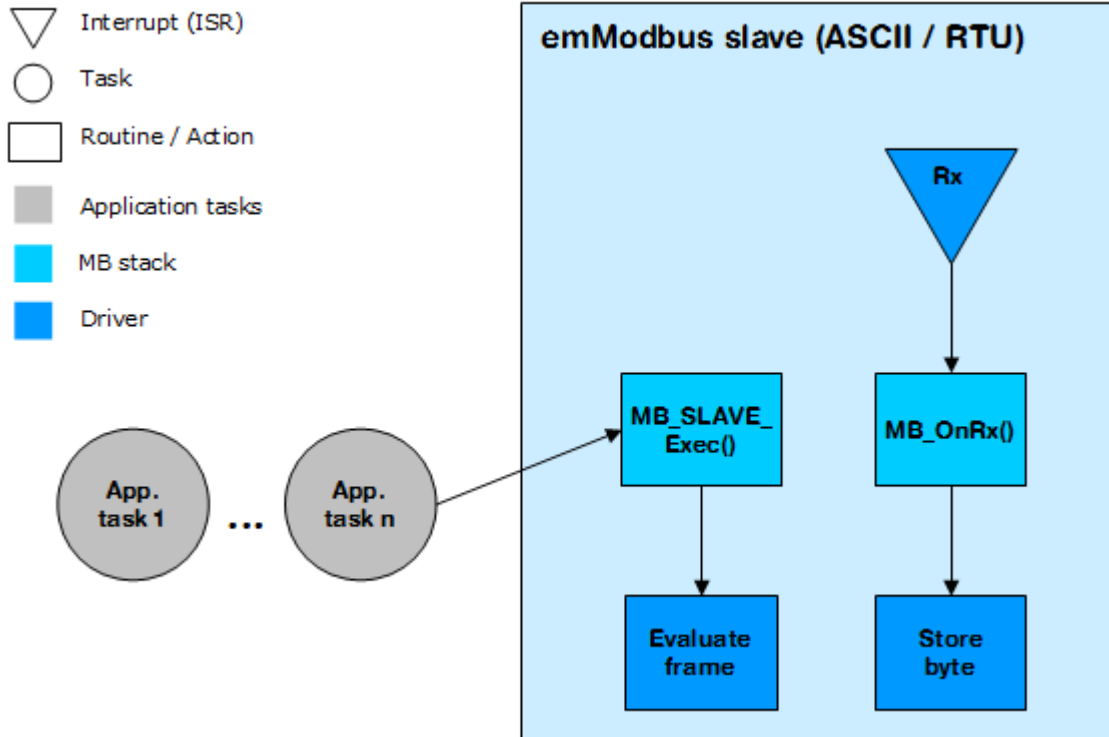 Interrupt (ISR)
Task
Routine / Action
Application tasks
MB stack
Driver
emModbus slave (ASCII / RTU)
Rx
MB_SLAVE_
Exec()
MB_OnRx()
App.
task 1
...
App.
task n
Evaluate
frame
Store
byte